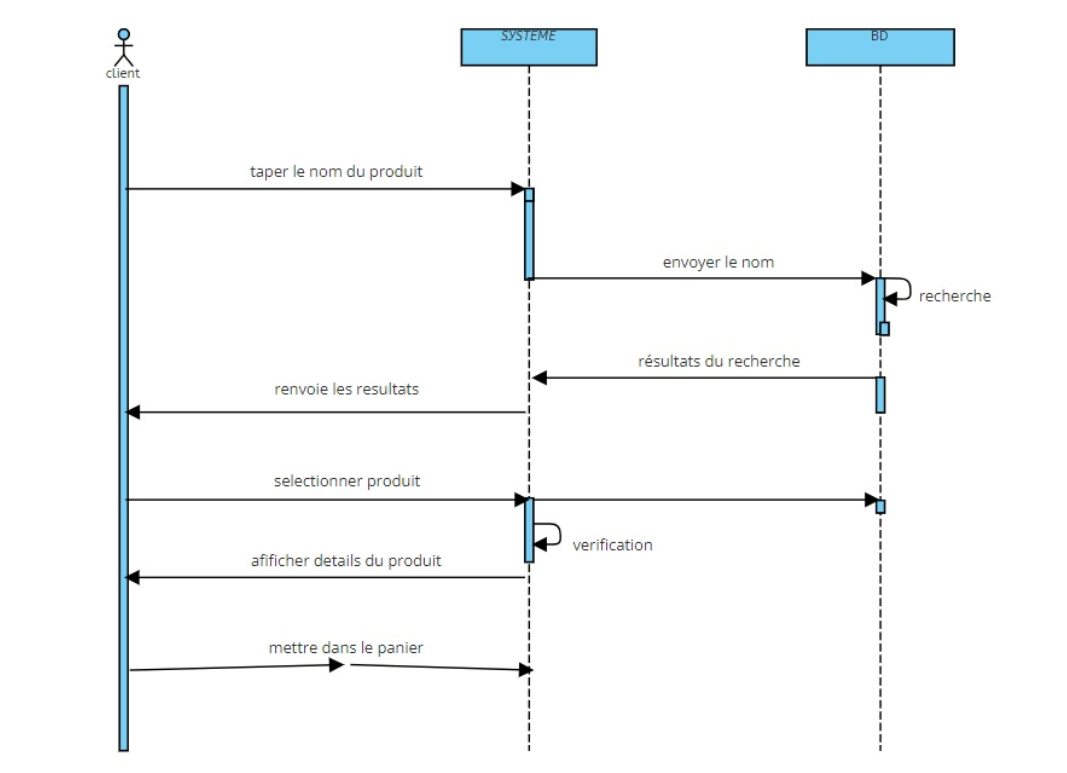 SYSTEME
BD
client
taper le nom du produit
envoyer le nom
recherche
résultats du recherche
renvoie les resultats
selectionner produit
verification
afificher details du produit
mettre dans le panier